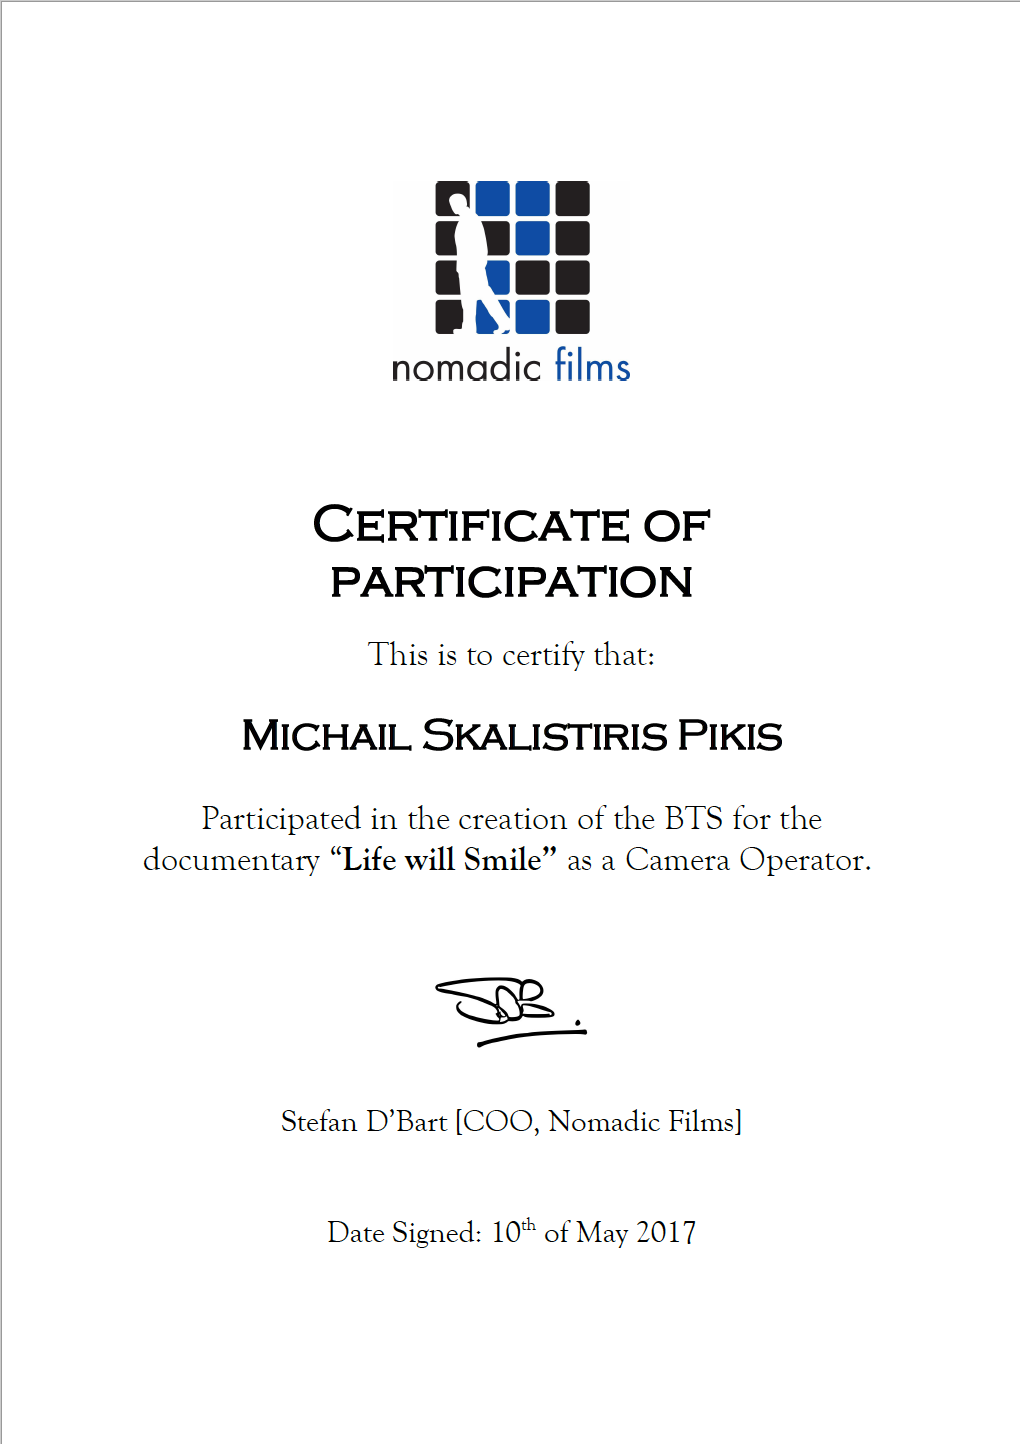 nomadic films
Certificate of
participation
This is to certify that:
Michail Skalistiris Pikis
Participated in the creation of the BTS for the
documentary “Life will Smile” as a Camera Operator.
Stefan D’Bart [COO, Nomadic Films]
Date Signed: 10th of May 2017